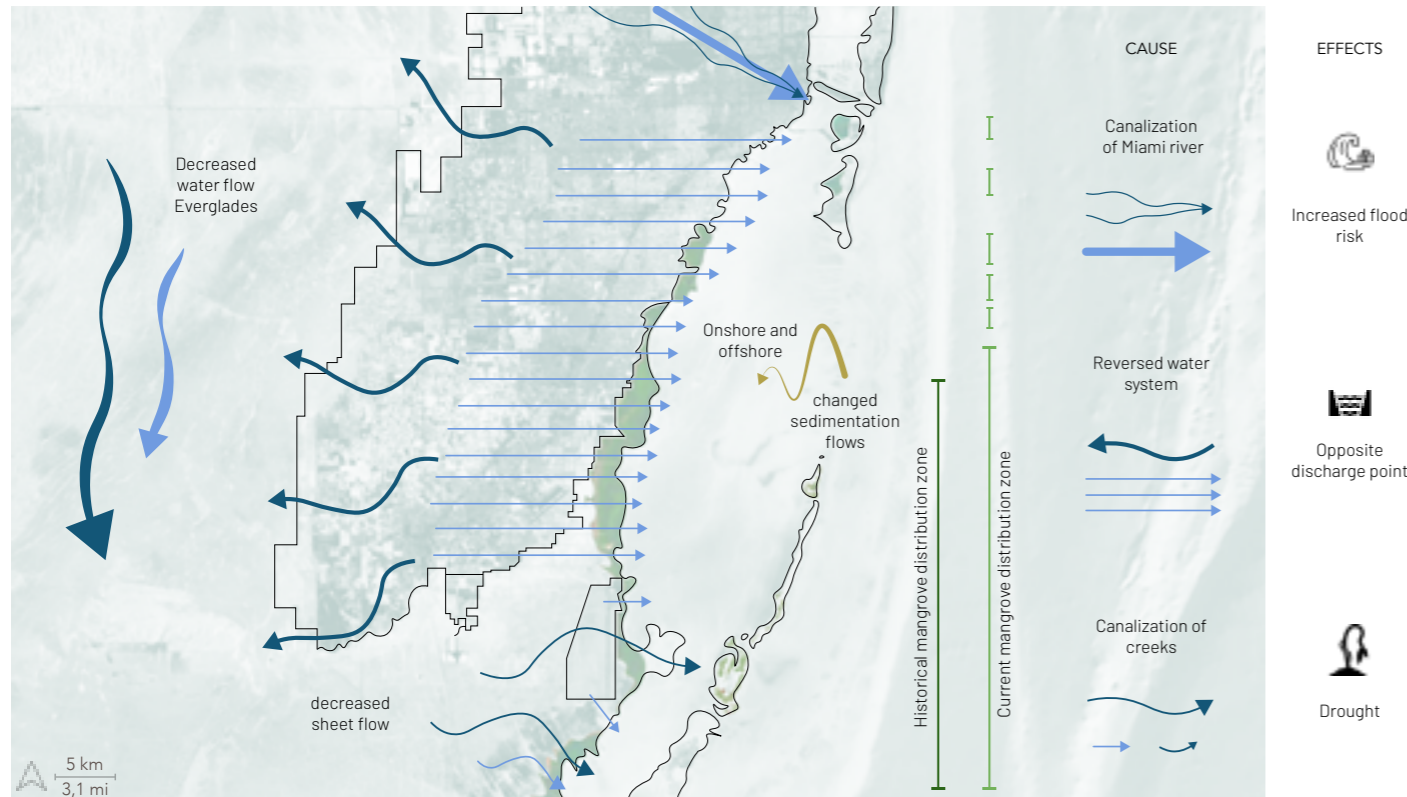 CAUSE
EFFECTS
Canalization
of Miami river
Increased flood
risk
Decreased
water flow
Everglades
Onshore and
offshore
changed
sedimentation
flows
Reversed water
system
Opposite
discharge point
Historical mangrove distribution zone
Current mangrove distribution zone
Canalization of
creeks
Drought
decreased
sheet flow
5 km
3,1 mi